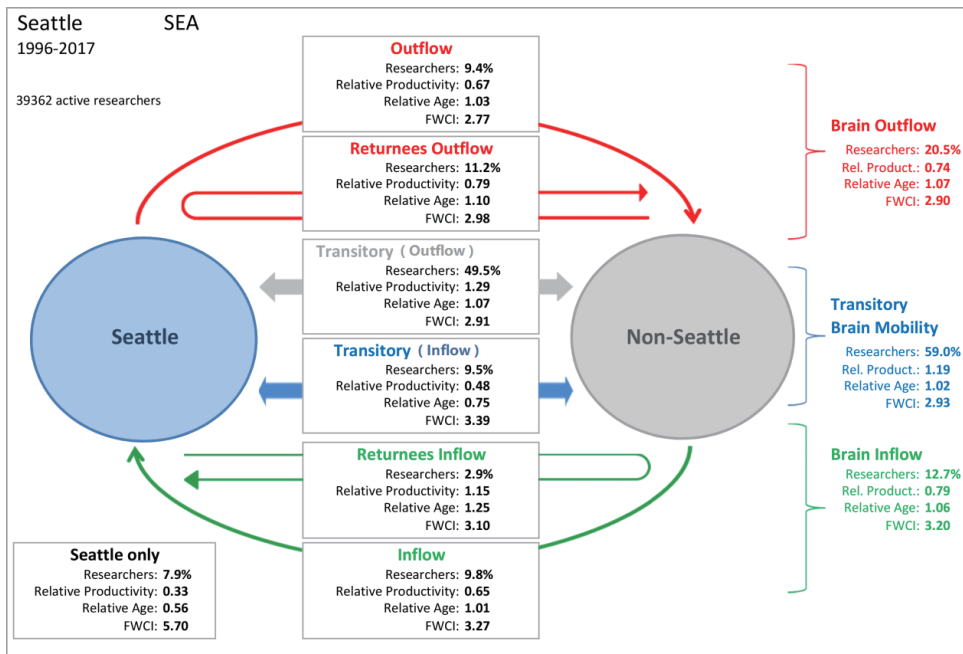 Seattle SEA
1996-2017
39362 active researchers
Outflow
Researchers: 9.4%
Relative Productivity: 0.67
Relative Age: 1.03
FWCI: 2.77
Returnees Outflow
Researchers: 11.2%
Relative Productivity: 0.79
Relative Age: 1.10
FWCI: 2.98
Brain Outflow
Researchers: 20.5%
Rel. Product.: 0.74
Relative Age: 1.07
FWCI: 2.90
Transitory ( Outflow )
Researchers: 49.5%
Relative Productivity: 1.29
Relative Age: 1.07
FWCI: 2.91
Seattle
Non-Seattle
Transitory ( Inflow )
Researchers: 9.5%
Relative Productivity: 0.48
Relative Age: 0.75
FWCI: 3.39
Transitory
Brain Mobility
Researchers: 59.0%
Rel. Product.: 1.19
Relative Age: 1.02
FWCI: 2.93
Returnees Inflow
Researchers: 2.9%
Relative Productivity: 1.15
Relative Age: 1.25
FWCI: 3.10
Brain Inflow
Researchers: 12.7%
Rel. Product.: 0.79
Relative Age: 1.06
FWCI: 3.20
Seattle only
Researchers: 7.9%
Relative Productivity: 0.33
Relative Age: 0.56
FWCI: 5.70
Inflow
Researchers: 9.8%
Relative Productivity: 0.65
Relative Age: 1.01
FWCI: 3.27